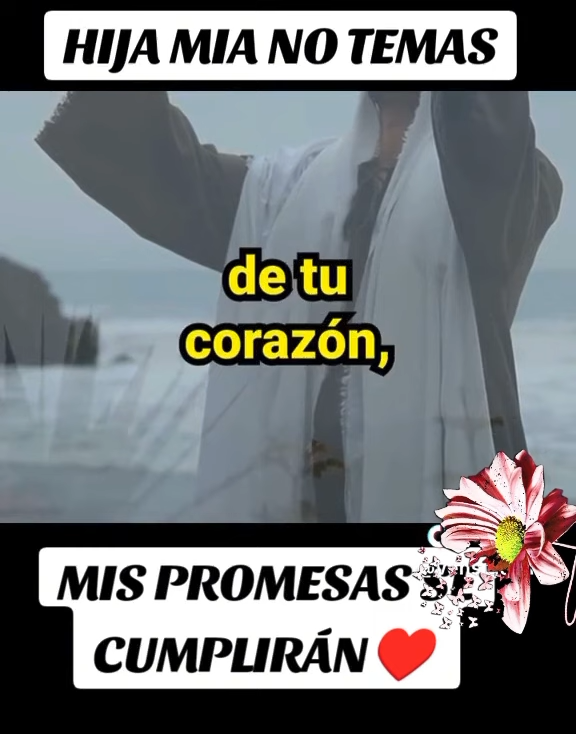 HIJA MIA NO TEMAS
de tu
corazón,
MIS PROMESAS
CUMPLIRÁN ❤️